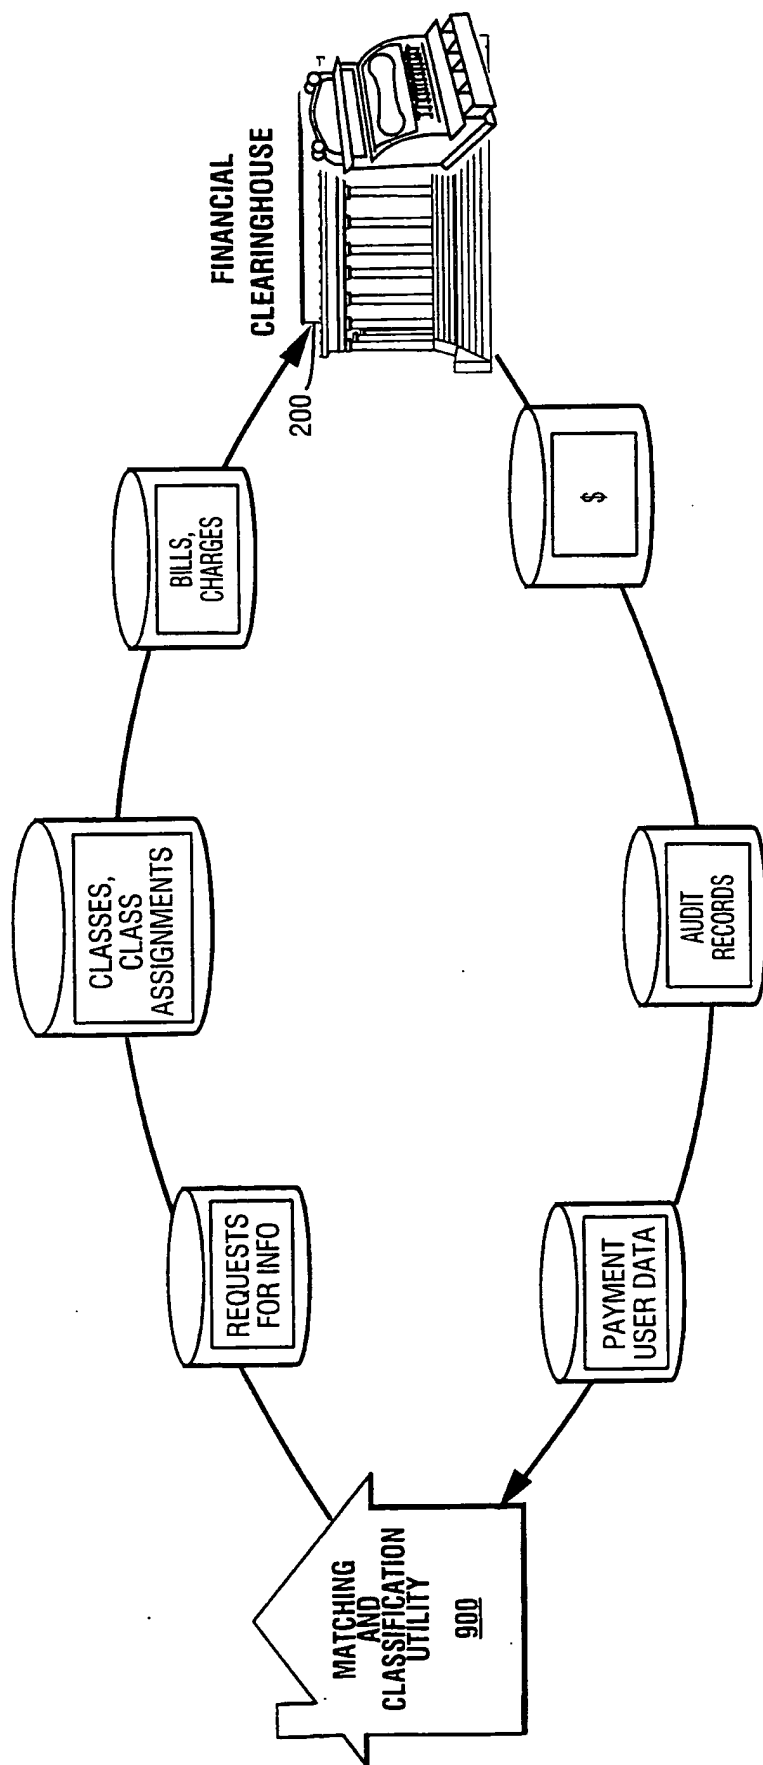 FINANCIAL
CLEARINGHOUSE
200
BILLS,
CHARGES
CLASSES,
CLASS
ASSIGNMENTS
REQUESTS
FOR INFO
MATCHING
AND
CLASSIFICATION
UTILITY
900
PAYMENT
USER DATA
AUDIT
RECORDS
$